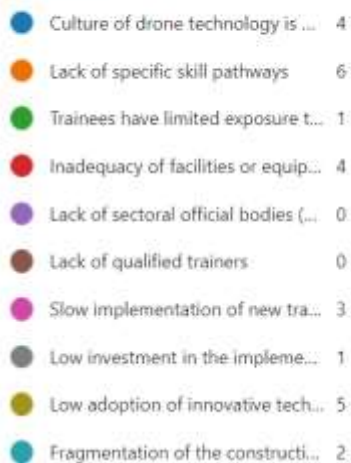 Culture of drone technology is ... 4
Lack of specific skill pathways 6
Trainees have limited exposure t... 1
Inadequacy of facilities or equip... 4
Lack of sectoral official bodies (... 0
Lack of qualified trainers 0
Slow implementation of new tra... 3
Low investment in the impleme... 1
Low adoption of innovative tech... 5
Fragmentation of the constructi... 2